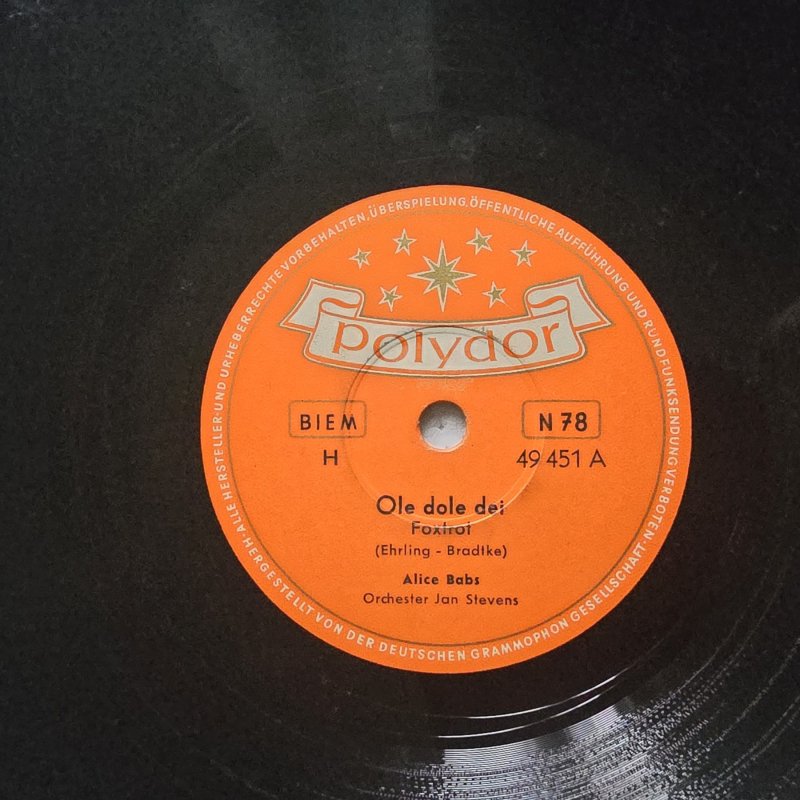 ALLE HERSTELLER- UND URHEBERRECHTE VORBEHALTEN, ÜBERSPIELUNG, ÖFFENTLICHE AUFFÜHRUNG UND RUNDFUNKSENDUNG VERBOTEN·
polydor
BIEM N 78
H 49 451 A
Ole dole dei
Foxtrot
(Ehrling - Bradtke)
Alice Babs
Orchester Jan Stevens
·HERGESTELLT VON DER DEUTSCHEN GRAMMOPHON GESELLSCHAFT·